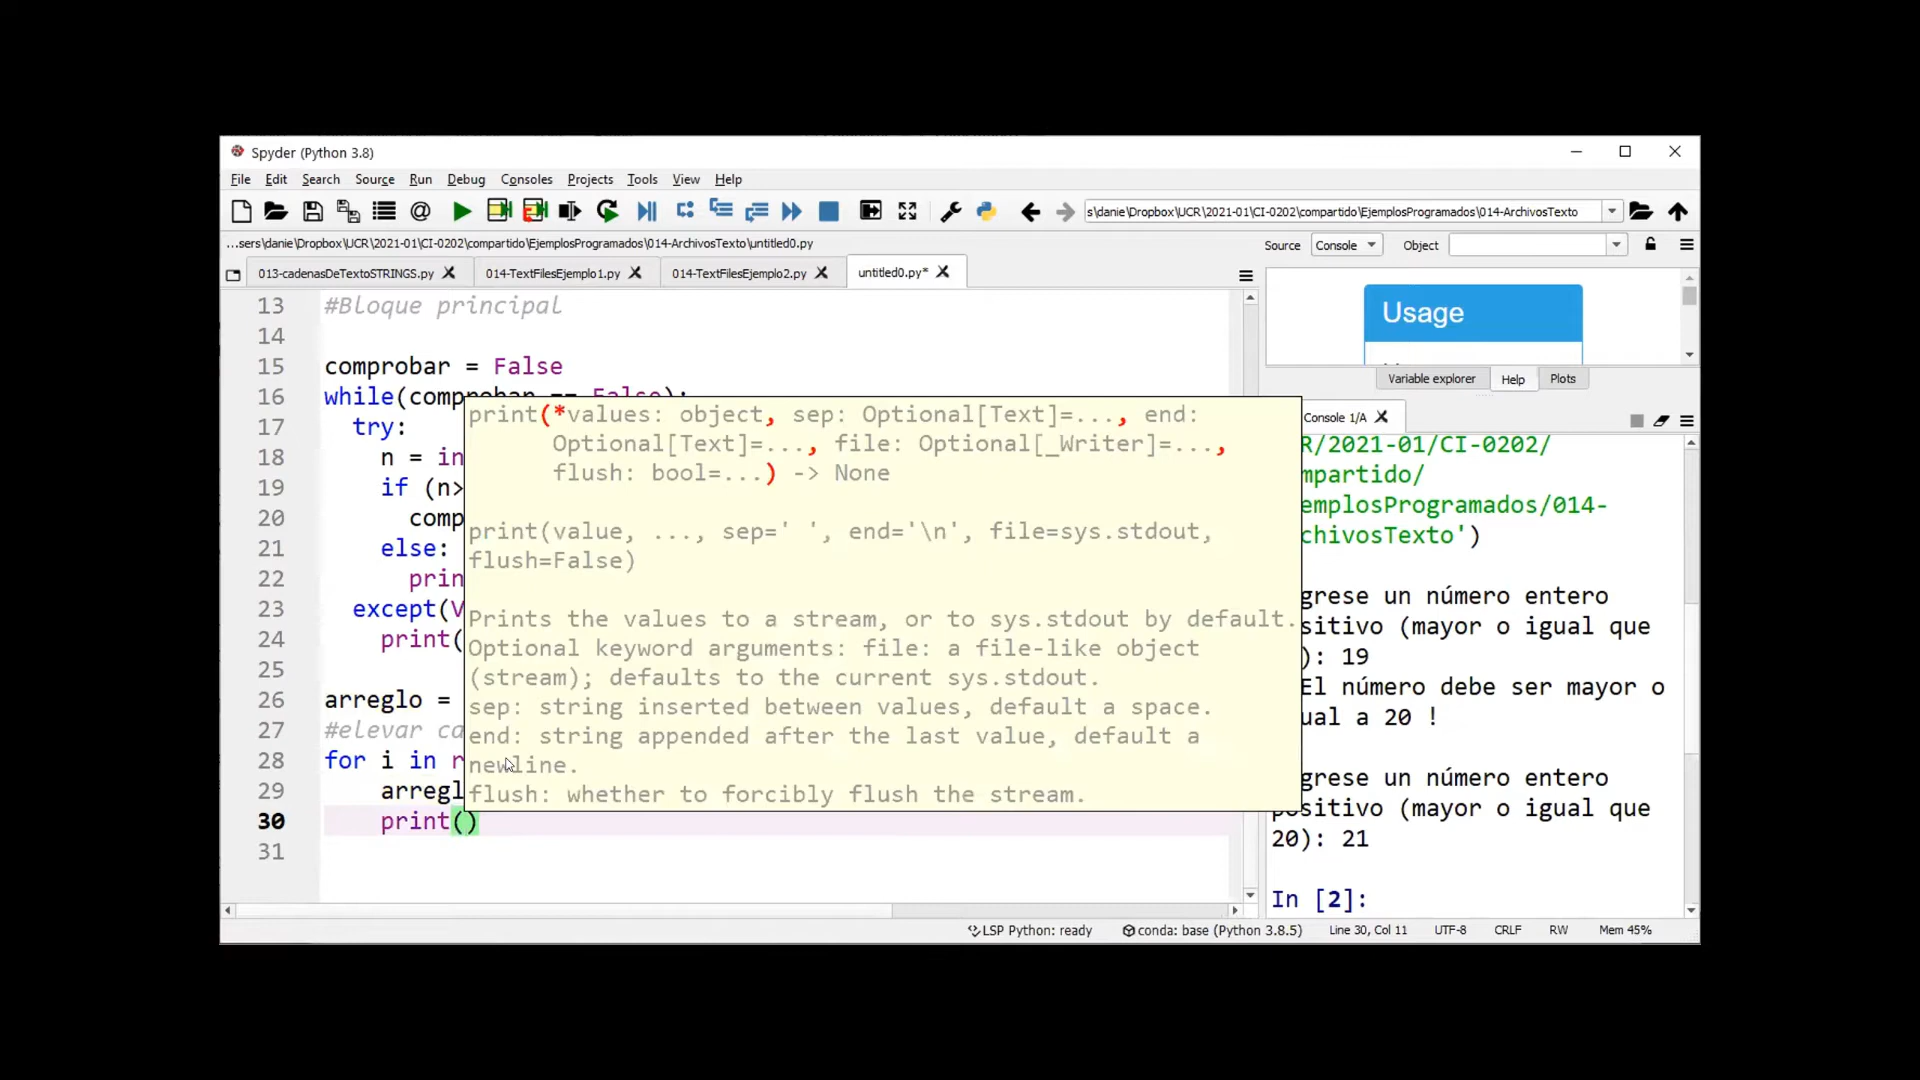 Spyder (Python 3.8)
File Edit Search Source Run Debug Consoles Projects Tools View Help
s\danie\Dropbox\UCR\2021-01\CI-0202\compartido\EjemplosProgramados\014-ArchivosTexto
...sers\danie\Dropbox\UCR\2021-01\CI-0202\compartido\EjemplosProgramados\014-ArchivosTexto\untitled0.py
Source Console Object
013-cadenasDeTextoSTRINGS.py 014-TextFilesEjemplo1.py 014-TextFilesEjemplo2.py untitled0.py*
13 #Bloque principal
14
15 comprobar = False
16 while(comprobar == False):
17 try:
18 n = in
19 if (n>
20 comp
21 else:
22 prin
23 except(V
24 print(
25
26 arreglo =
27 #elevar ca
28 for i in r
29 arregl
30 print()
31
print(*values: object, sep: Optional[Text]=..., end:
Optional[Text]=..., file: Optional[_Writer]=...,
flush: bool=...) -> None
print(value, ..., sep=' ', end='\n', file=sys.stdout,
flush=False)
Prints the values to a stream, or to sys.stdout by default.
Optional keyword arguments: file: a file-like object
(stream); defaults to the current sys.stdout.
sep: string inserted between values, default a space.
end: string appended after the last value, default a
newline.
flush: whether to forcibly flush the stream.
Usage
Variable explorer Help Plots
Console 1/A
R/2021-01/CI-0202/
mpartido/
emplosProgramados/014-
chivosTexto')
grese un número entero
sitivo (mayor o igual que
): 19
El número debe ser mayor o
ual a 20 !
grese un número entero
positivo (mayor o igual que
20): 21
In [2]:
LSP Python: ready conda: base (Python 3.8.5) Line 30, Col 11 UTF-8 CRLF RW Mem 45%